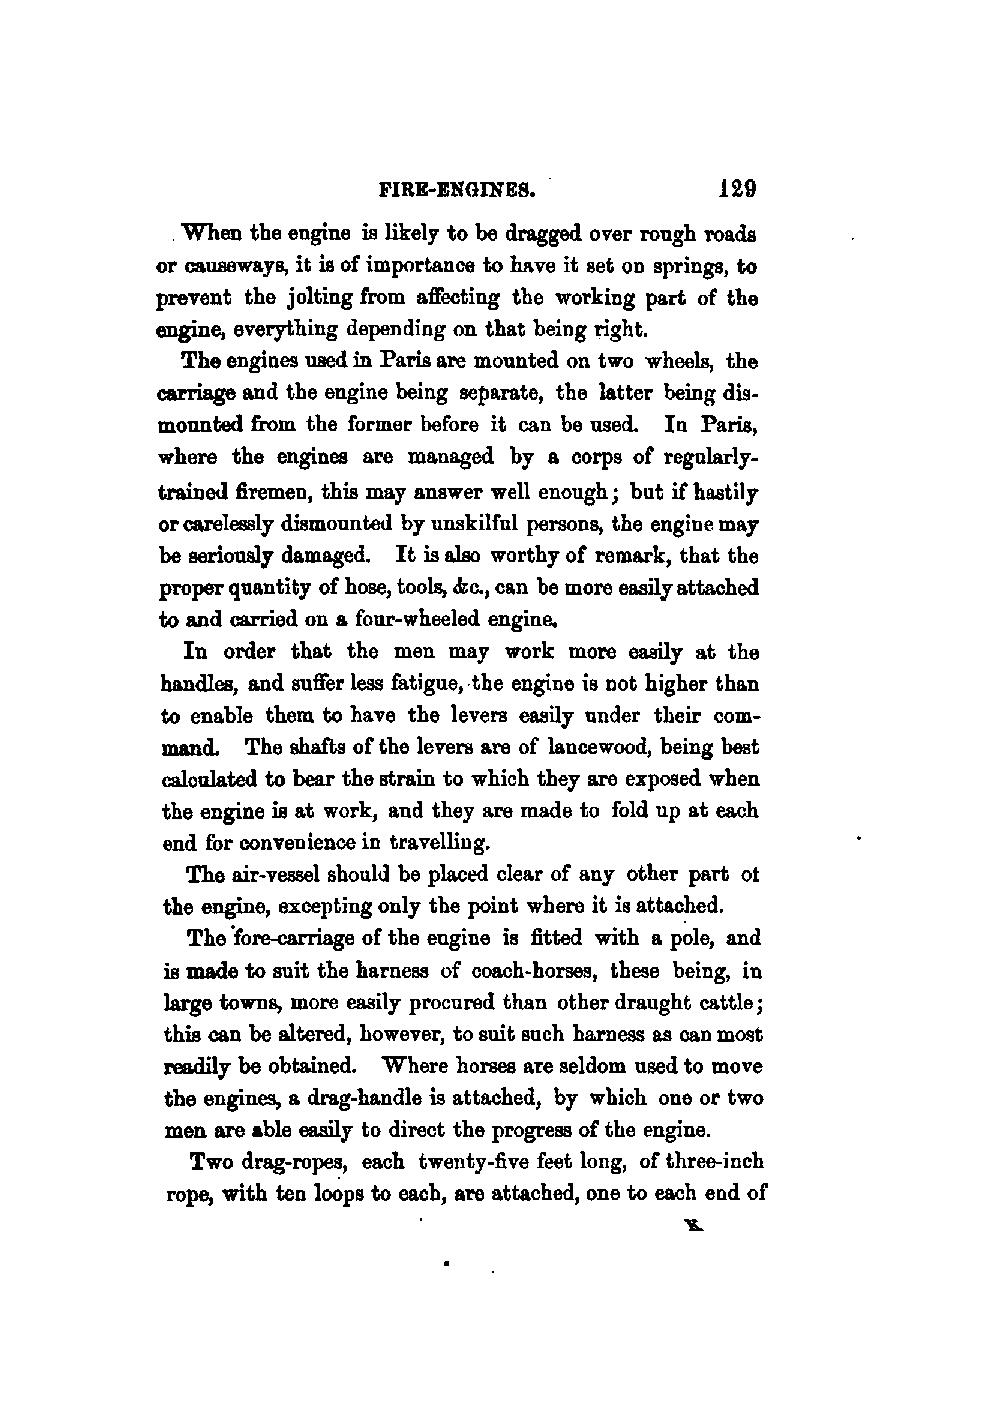 FIRE-ENGINES. 129
When the engine is likely to be dragged over rough roads
or causeways, it is of importance to have it set on springs, to
prevent the jolting from affecting the working part of the
engine, everything depending on that being right.
The engines used in Paris are mounted on two wheels, the
carriage and the engine being separate, the latter being dis-
mounted from the former before it can be used. In Paris,
where the engines are managed by a corps of regularly-
trained firemen, this may answer well enough; but if hastily
or carelessly dismounted by unskilful persons, the engine may
be seriously damaged. It is also worthy of remark, that the
proper quantity of hose, tools, &c., can be more easily attached
to and carried on a four-wheeled engine.
In order that the men may work more easily at the
handles, and suffer less fatigue, the engine is not higher than
to enable them to have the levers easily under their com-
mand. The shafts of the levers are of lancewood, being best
calculated to bear the strain to which they are exposed when
the engine is at work, and they are made to fold up at each
end for convenience in travelling.
The air-vessel should be placed clear of any other part of
the engine, excepting only the point where it is attached.
The fore-carriage of the engine is fitted with a pole, and
is made to suit the harness of coach-horses, these being, in
large towns, more easily procured than other draught cattle;
this can be altered, however, to suit such harness as can most
readily be obtained. Where horses are seldom used to move
the engines, a drag-handle is attached, by which one or two
men are able easily to direct the progress of the engine.
Two drag-ropes, each twenty-five feet long, of three-inch
rope, with ten loops to each, are attached, one to each end of
K